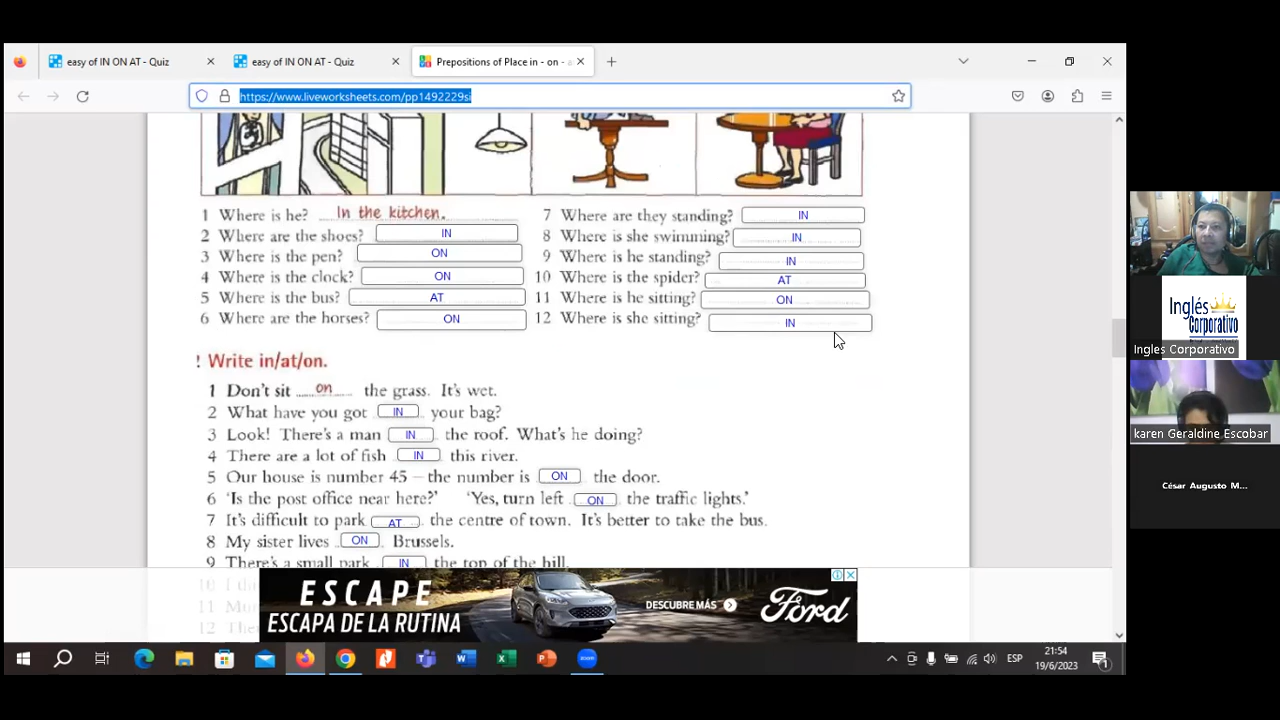 easy of IN ON AT - Quiz
easy of IN ON AT - Quiz
Prepositions of Place in - on -
https://www.liveworksheets.com/pp1492229si
1 Where is he? In the kitchen.
2 Where are the shoes? IN
3 Where is the pen? ON
4 Where is the clock? ON
5 Where is the bus? AT
6 Where are the horses? ON
7 Where are they standing? IN
8 Where is she swimming? IN
9 Where is he standing? IN
10 Where is the spider? AT
11 Where is he sitting? ON
12 Where is she sitting? IN
! Write in/at/on.
1 Don't sit on the grass. It's wet.
2 What have you got IN your bag?
3 Look! There's a man IN the roof. What's he doing?
4 There are a lot of fish IN this river.
5 Our house is number 45 – the number is ON the door.
6 'Is the post office near here?' 'Yes, turn left ON the traffic lights.'
7 It's difficult to park AT the centre of town. It's better to take the bus.
8 My sister lives ON Brussels.
9 There's a small park IN the top of the hill.
10
11
12
ESCAPE
ESCAPA DE LA RUTINA
DESCUBRE MÁS
Ford
Inglés
Corporativo
Ingles Corporativo
karen Geraldine Escobar
César Augusto M...
ESP
21:54
19/6/2023